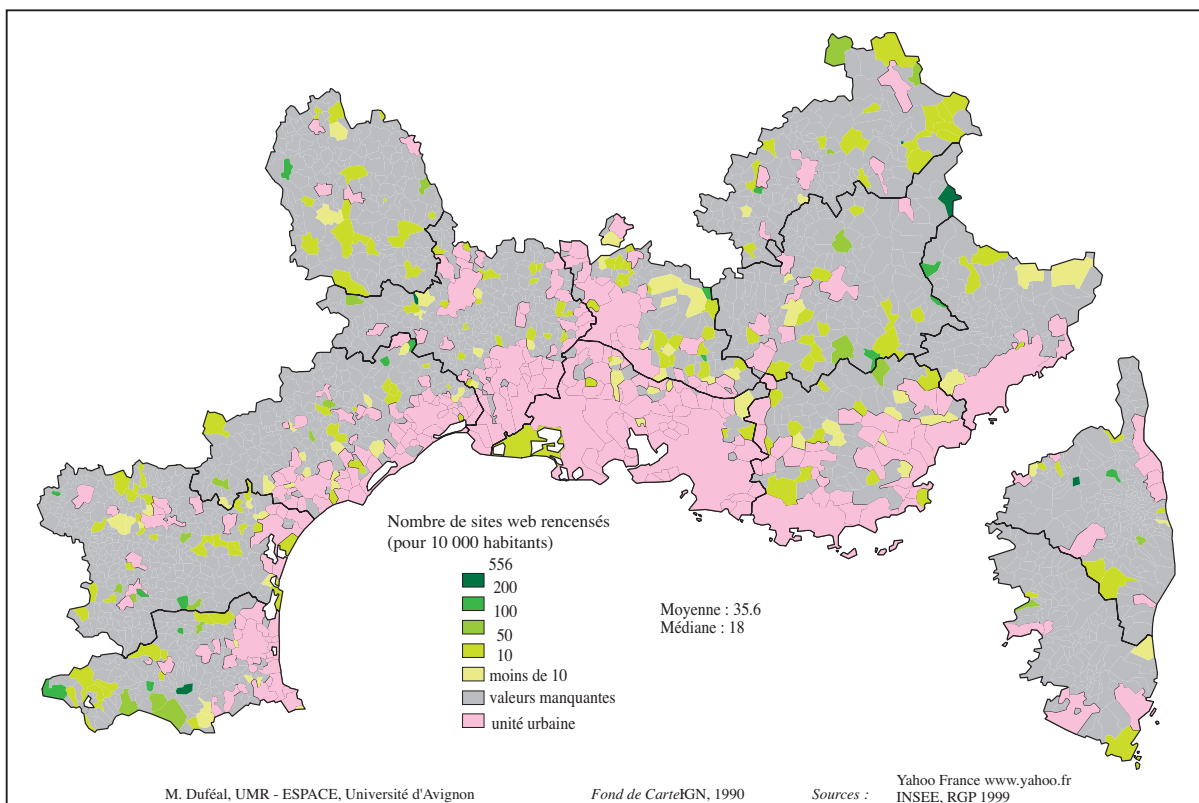 Nombre de sites web rencensés
(pour 10 000 habitants)
556
200
100
50
10
moins de 10
valeurs manquantes
unité urbaine
Moyenne : 35.6
Médiane : 18
M. Duféal, UMR - ESPACE, Université d'Avignon
Fond de Carte IGN, 1990
Sources :
Yahoo France www.yahoo.fr
INSEE, RGP 1999